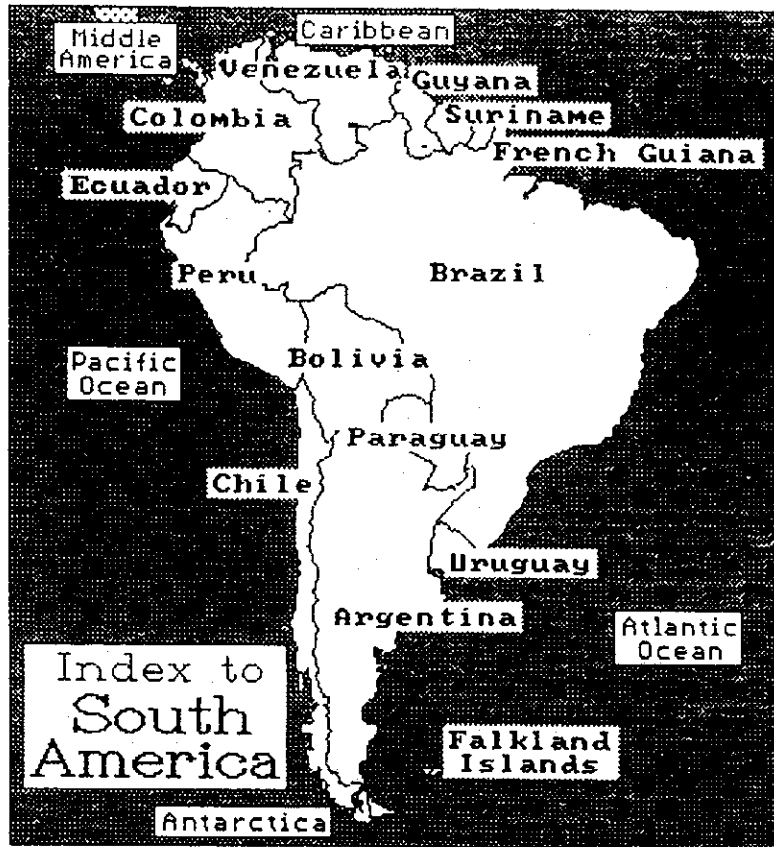 Middle
America
Caribbean
Venezuela
Guyana
Colombia
Suriname
French Guiana
Ecuador
Peru
Brazil
Pacific
Ocean
Bolivia
Paraguay
Chile
Uruguay
Argentina
Atlantic
Ocean
Index to
South
America
Falkland
Islands
Antarctica